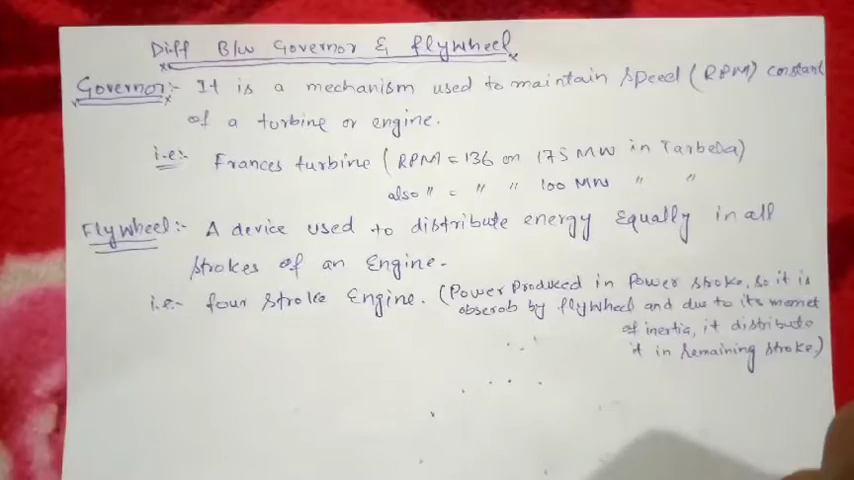 Diff B/w Governor & flywheel
Governor:- It is a mechanism used to maintain speed (RPM) constant
of a turbine or engine.
i.e:- Frances turbine (RPM = 136 on 175 MW in Tarbela)
also " = " " 100 MW " "
Flywheel:- A device used to distribute energy Equally in all
strokes of an Engine.
i.e:- four stroke Engine. (Power Produced in Power stroke, so it is
obserob by flywheel and due to its momet
of inertia, it distribute
it in remaining stroke)